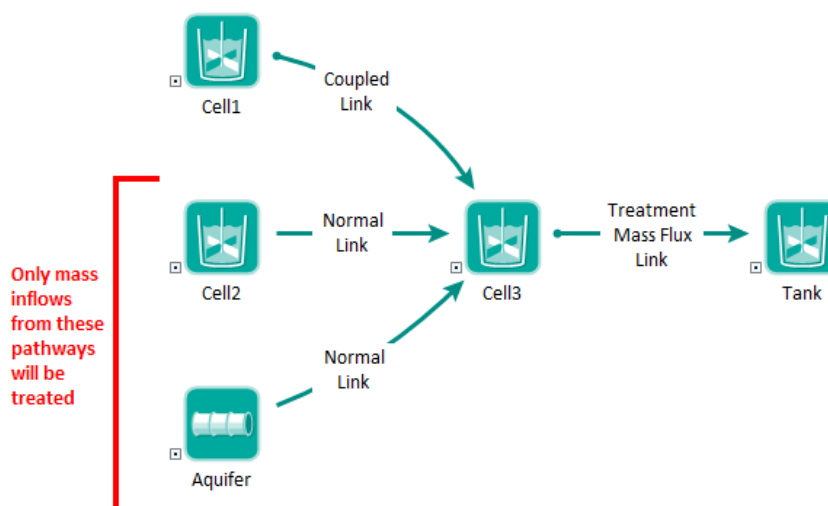 Cell1
Coupled
Link
Only mass
inflows
from these
pathways
will be
treated
Cell2
Normal
Link
Cell3
Treatment
Mass Flux
Link
Tank
Normal
Link
Aquifer